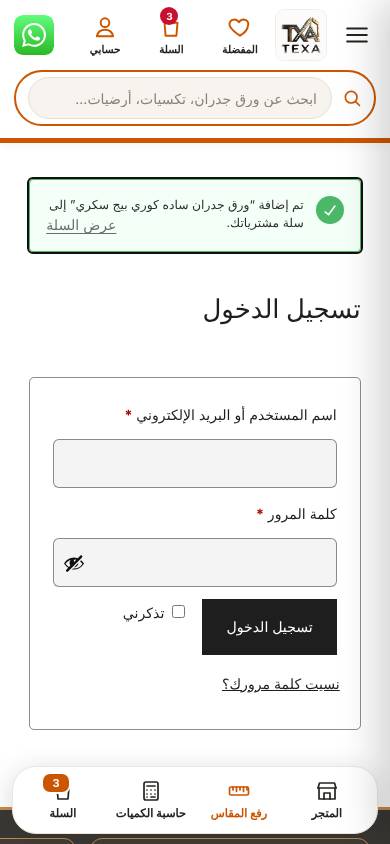 TEXA
المفضلة
3
السلة
حسابي
ابحث عن ورق جدران، تكسيات، أرضيات...
تم إضافة "ورق جدران ساده كوري بيج سكري" إلى
سلة مشترياتك.
عرض السلة
تسجيل الدخول
اسم المستخدم أو البريد الإلكتروني *
كلمة المرور *
تسجيل الدخول
تذكرني
نسيت كلمة مرورك؟
المتجر
رفع المقاس
حاسبة الكميات
3
السلة